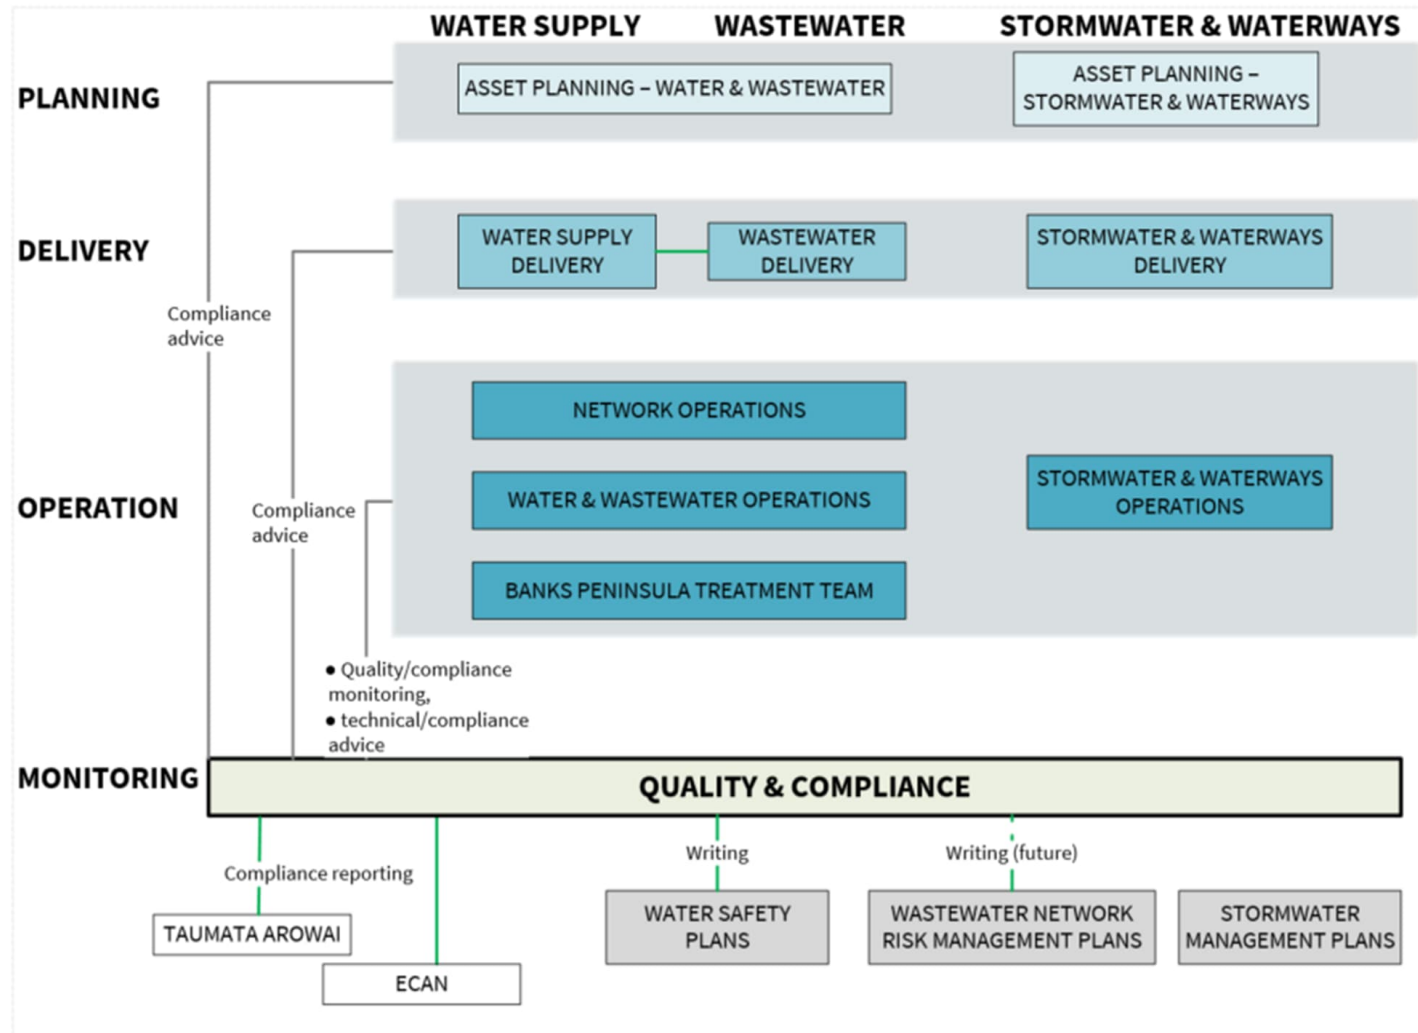 WATER SUPPLY
WASTEWATER
STORMWATER & WATERWAYS
PLANNING
ASSET PLANNING – WATER & WASTEWATER
ASSET PLANNING –
STORMWATER & WATERWAYS
DELIVERY
WATER SUPPLY
DELIVERY
WASTEWATER
DELIVERY
STORMWATER & WATERWAYS
DELIVERY
Compliance
advice
OPERATION
NETWORK OPERATIONS
WATER & WASTEWATER OPERATIONS
BANKS PENINSULA TREATMENT TEAM
STORMWATER & WATERWAYS
OPERATIONS
Compliance
advice
● Quality/compliance
monitoring,
● technical/compliance
advice
MONITORING
QUALITY & COMPLIANCE
Compliance reporting
TAUMATA AROWAI
ECAN
Writing
WATER SAFETY
PLANS
Writing (future)
WASTEWATER NETWORK
RISK MANAGEMENT PLANS
STORMWATER
MANAGEMENT PLANS